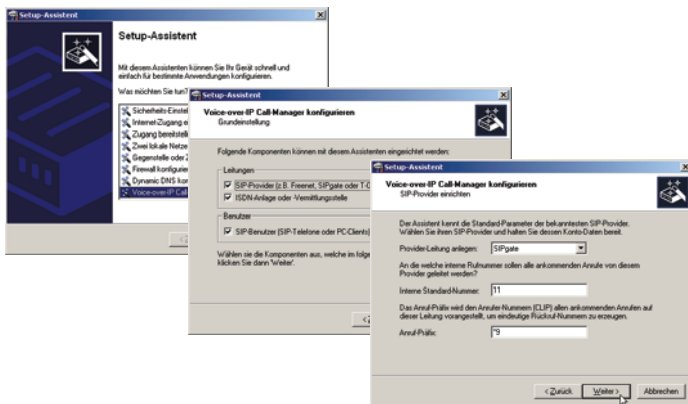 Setup-Assistent
Setup-Assistent
Mit diesem Assistenten können Sie Ihr Gerät schnell und
einfach für bestimmte Anwendungen konfigurieren.
Was möchten Sie tun?
Sicherheits-Einstel
Internet-Zugang e
Zugang bereitstell
Zwei lokale Netze
Gegenstelle oder Z
Firewall konfigurier
Dynamic DNS kon
Voice-over-IP Call
Setup-Assistent
Voice-over-IP Call-Manager konfigurieren
Grundeinstellung
Folgende Komponenten können mit diesem Assistenten eingerichtet werden:
Leitungen
SIP-Provider (z.B. Freenet, SIPgate oder T-O
ISDN-Anlage oder -Vermittlungsstelle
Benutzer
SIP-Benutzer (SIP-Telefone oder PC-Clients)
Wählen sie die Komponenten aus, welche im folge
klicken Sie dann 'Weiter'.
Setup-Assistent
Voice-over-IP Call-Manager konfigurieren
SIP-Provider einrichten
Der Assistent kennt die Standard-Parameter der bekanntesten SIP-Provider.
Wählen Sie ihren SIP-Provider und halten Sie dessen Konto-Daten bereit.
Provider-Leitung anlegen: SIPgate
An die welche interne Rufnummer sollen alle ankommenden Anrufe von diesem
Provider geleitet werden?
Interne Standard-Nummer: 11
Das Anruf-Präfix wird den Anrufer-Nummern (CLIP) allen ankommenden Anrufen auf
dieser Leitung vorangestellt, um eindeutige Rückruf-Nummern zu erzeugen.
Anruf-Präfix: *9
< Zurück Weiter > Abbrechen